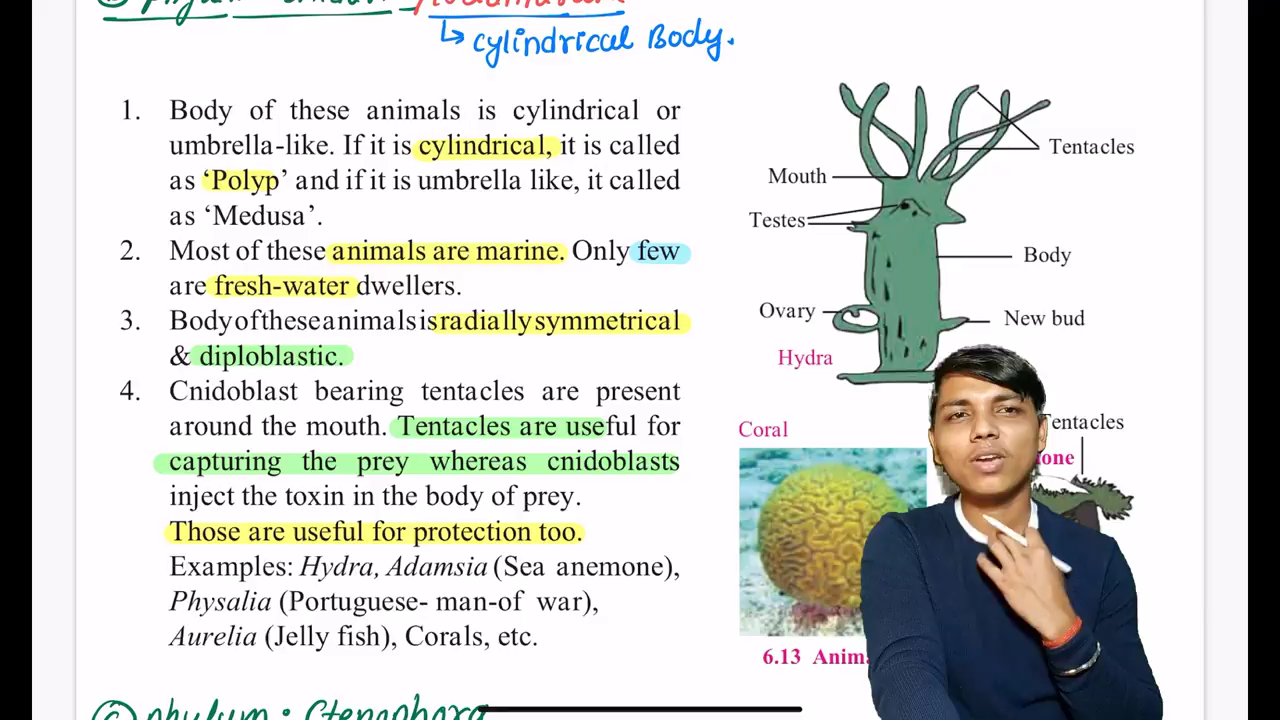 cylindrical Body.
1. Body of these animals is cylindrical or
umbrella-like. If it is cylindrical, it is called
as ‘Polyp’ and if it is umbrella like, it called
as ‘Medusa’.
2. Most of these animals are marine. Only few
are fresh-water dwellers.
3. Body of these animals is radially symmetrical
& diploblastic.
4. Cnidoblast bearing tentacles are present
around the mouth. Tentacles are useful for
capturing the prey whereas cnidoblasts
inject the toxin in the body of prey.
Those are useful for protection too.
Examples: Hydra, Adamsia (Sea anemone),
Physalia (Portuguese- man-of war),
Aurelia (Jelly fish), Corals, etc.
Tentacles
Mouth
Testes
Body
Ovary
New bud
Hydra
Coral
Tentacles
6.13
phylum : Ctenophora